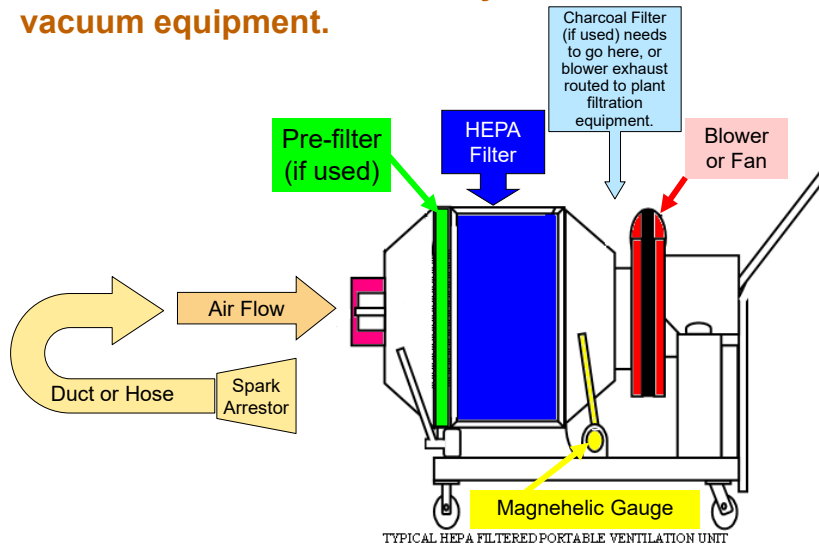 vacuum equipment.
Charcoal Filter
(if used) needs
to go here, or
blower exhaust
routed to plant
filtration
equipment.
Pre-filter
(if used)
HEPA
Filter
Blower
or Fan
Air Flow
Duct or Hose
Spark
Arrestor
Magnehelic Gauge
TYPICAL HEPA FILTERED PORTABLE VENTILATION UNIT